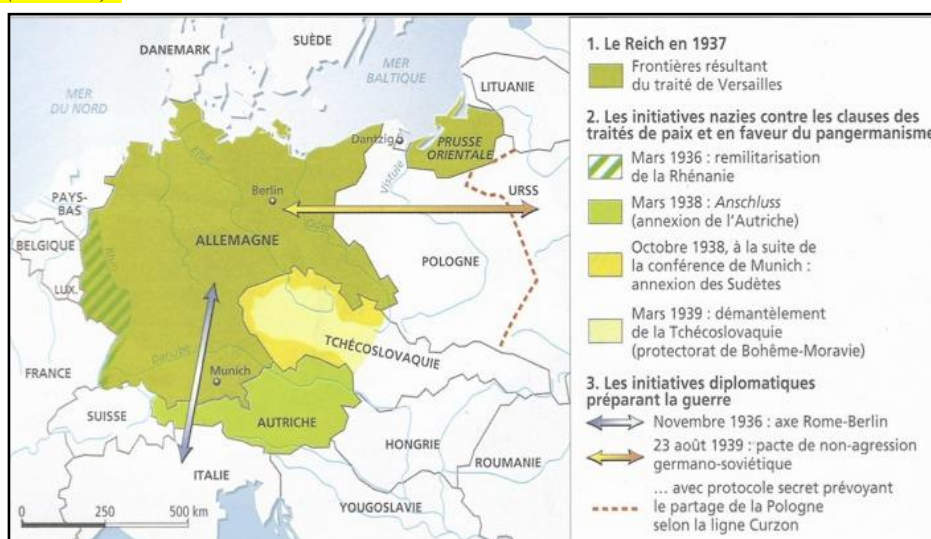 DANEMARK
SUÈDE
MER
BALTIQUE
MER
DU NORD
LITUANIE
Dantzig
PRUSSE
ORIENTALE
Vistule
URSS
Elbe
Berlin
PAYS-
BAS
Oder
BELGIQUE
Rhin
ALLEMAGNE
POLOGNE
LUX.
TCHÉCOSLOVAQUIE
Danube
FRANCE
Munich
SUISSE
AUTRICHE
HONGRIE
ITALIE
ROUMANIE
YOUGOSLAVIE
0 250 500 km
1. Le Reich en 1937
Frontières résultant
du traité de Versailles
2. Les initiatives nazies contre les clauses des
traités de paix et en faveur du pangermanisme
Mars 1936 : remilitarisation
de la Rhénanie
Mars 1938 : Anschluss
(annexion de l'Autriche)
Octobre 1938, à la suite de
la conférence de Munich :
annexion des Sudètes
Mars 1939 : démantèlement
de la Tchécoslovaquie
(protectorat de Bohême-Moravie)
3. Les initiatives diplomatiques
préparant la guerre
Novembre 1936 : axe Rome-Berlin
23 août 1939 : pacte de non-agression
germano-soviétique
... avec protocole secret prévoyant
le partage de la Pologne
selon la ligne Curzon